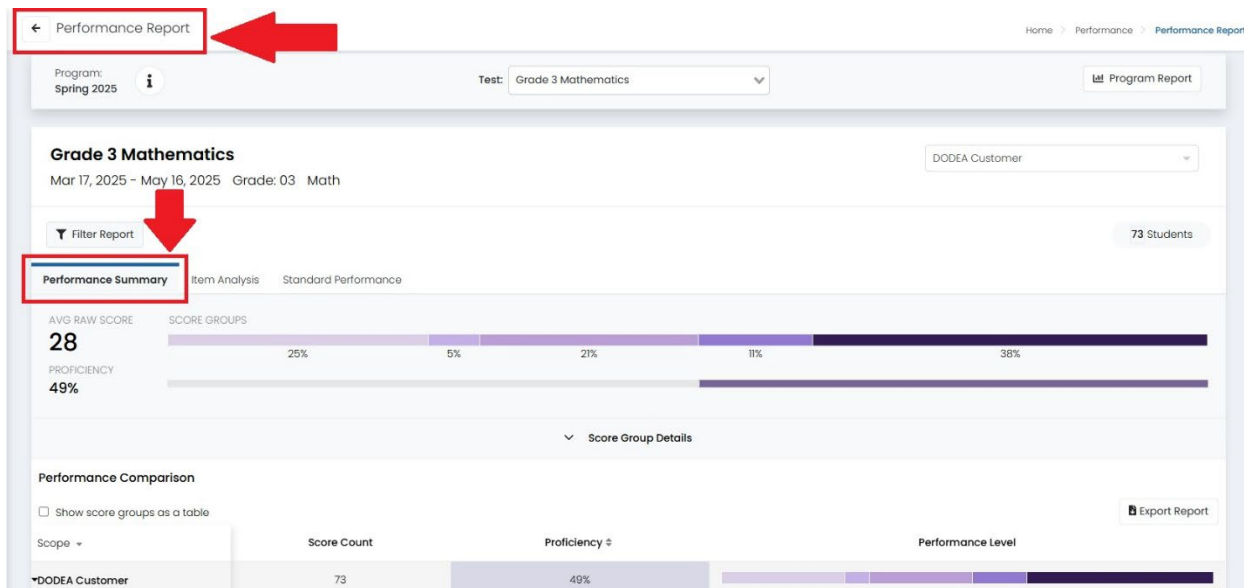 ← Performance Report
Home > Performance > Performance Report
Program:
Spring 2025
i
Test: Grade 3 Mathematics
Program Report
Grade 3 Mathematics
DODEA Customer
Mar 17, 2025 - May 16, 2025 Grade: 03 Math
Filter Report
73 Students
Performance Summary Item Analysis Standard Performance
AVG RAW SCORE SCORE GROUPS
28
25% 5% 21% 11% 38%
PROFICIENCY
49%
Score Group Details
Performance Comparison
Show score groups as a table
Export Report
Scope Score Count Proficiency Performance Level
DODEA Customer 73 49%